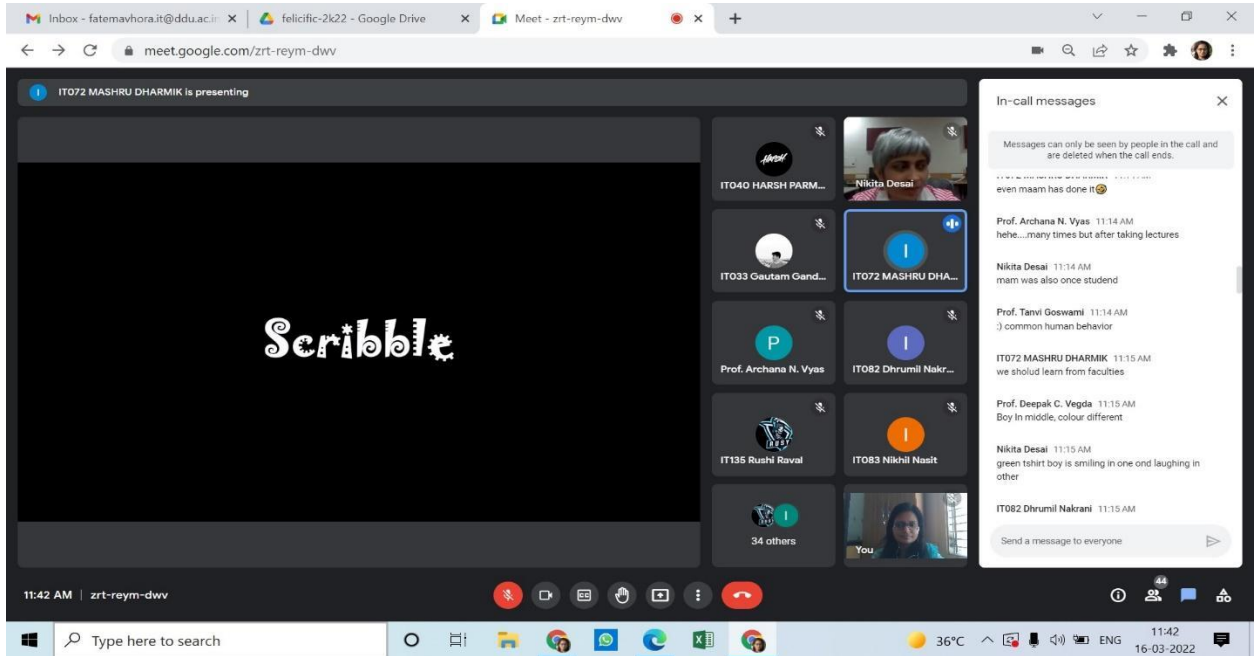 Inbox - fatemavhora.it@ddu.ac.in
felicific-2k22 - Google Drive
Meet - zrt-reym-dwv
meet.google.com/zrt-reym-dwv
I
IT072 MASHRU DHARMIK is presenting
Scribble
HARSH
IT040 HARSH PARM...
Nikita Desai
IT033 Gautam Gand...
I
IT072 MASHRU DHA...
P
Prof. Archana N. Vyas
I
IT082 Dhrumil Nakr...
RUSY
IT135 Rushi Raval
I
IT083 Nikhil Nasit
I
34 others
You
In-call messages
Messages can only be seen by people in the call and
are deleted when the call ends.
even maam has done it🤣
Prof. Archana N. Vyas 11:14 AM
hehe....many times but after taking lectures
Nikita Desai 11:14 AM
mam was also once studend
Prof. Tanvi Goswami 11:14 AM
:) common human behavior
IT072 MASHRU DHARMIK 11:15 AM
we sholud learn from faculties
Prof. Deepak C. Vegda 11:15 AM
Boy In middle, colour different
Nikita Desai 11:15 AM
green tshirt boy is smiling in one ond laughing in
other
IT082 Dhrumil Nakrani 11:15 AM
Send a message to everyone
11:42 AM | zrt-reym-dwv
44
Type here to search
36°C
ENG
11:42
16-03-2022